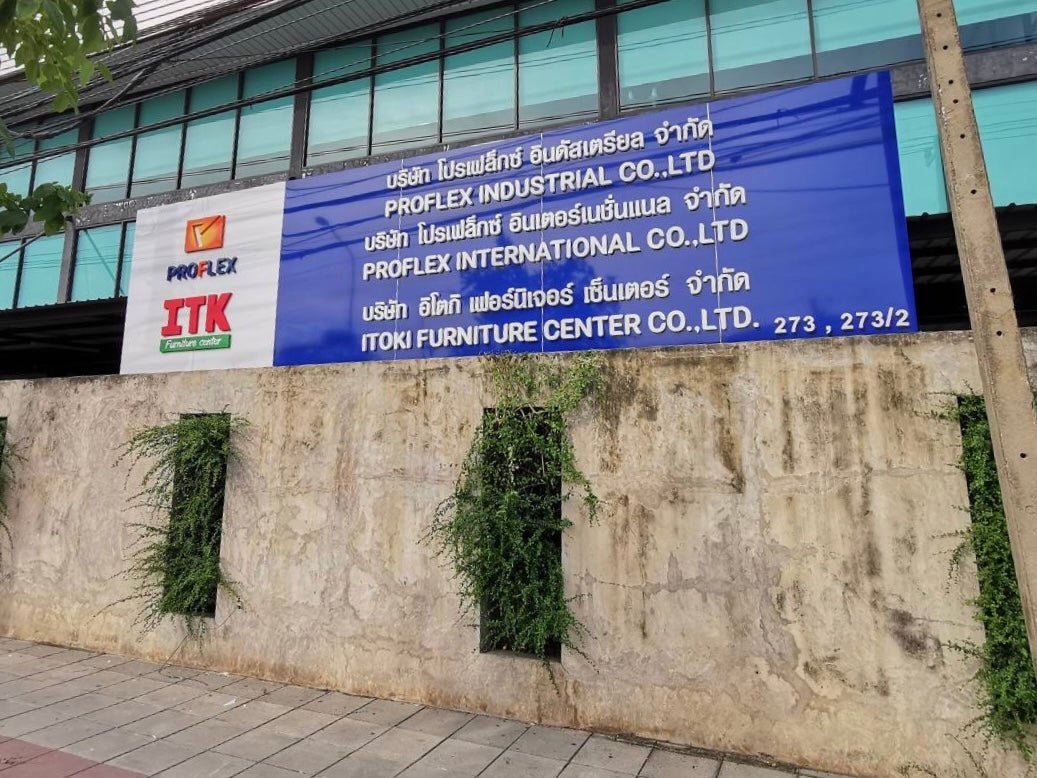 PROFLEX
ITK
Furniture center
บริษัท โปรเฟล็กซ์ อินดัสเตรียล จำกัด
PROFLEX INDUSTRIAL CO.,LTD
บริษัท โปรเฟล็กซ์ อินเตอร์เนชั่นแนล จำกัด
PROFLEX INTERNATIONAL CO.,LTD
บริษัท อิโตกิ เฟอร์นิเจอร์ เซ็นเตอร์ จำกัด
ITOKI FURNITURE CENTER CO.,LTD. 273 , 273/2